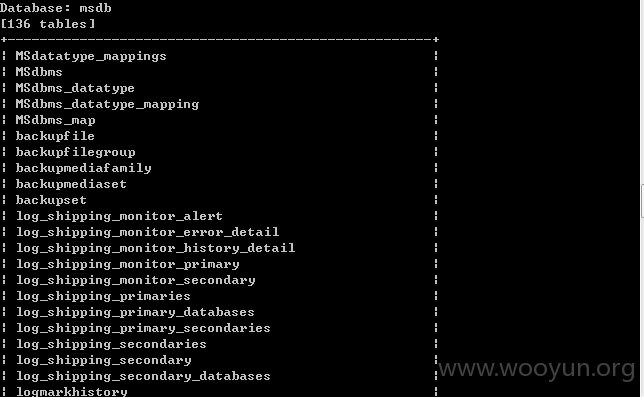 Database: msdb
[136 tables]
+---------------------------------------------------+
¦ MSdatatype_mappings ¦
¦ MSdbms ¦
¦ MSdbms_datatype ¦
¦ MSdbms_datatype_mapping ¦
¦ MSdbms_map ¦
¦ backupfile ¦
¦ backupfilegroup ¦
¦ backupmediafamily ¦
¦ backupmediaset ¦
¦ backupset ¦
¦ log_shipping_monitor_alert ¦
¦ log_shipping_monitor_error_detail ¦
¦ log_shipping_monitor_history_detail ¦
¦ log_shipping_monitor_primary ¦
¦ log_shipping_monitor_secondary ¦
¦ log_shipping_primaries ¦
¦ log_shipping_primary_databases ¦
¦ log_shipping_primary_secondaries ¦
¦ log_shipping_secondaries ¦
¦ log_shipping_secondary ¦
¦ log_shipping_secondary_databases ¦
¦ logmarkhistory ¦
www.wooyun.org